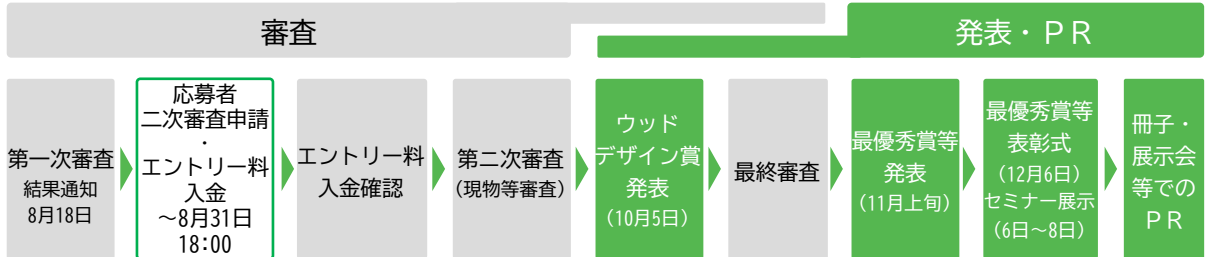 審査
発表・ＰＲ
第一次審査
結果通知
8月18日
応募者
二次審査申請
・
エントリー料
入金
～8月31日
18:00
エントリー料
入金確認
第二次審査
(現物等審査)
ウッド
デザイン賞
発表
(10月5日)
最終審査
最優秀賞等
発表
(11月上旬)
最優秀賞等
表彰式
(12月6日)
セミナー展示
(6日～8日)
冊子・
展示会
等での
ＰＲ